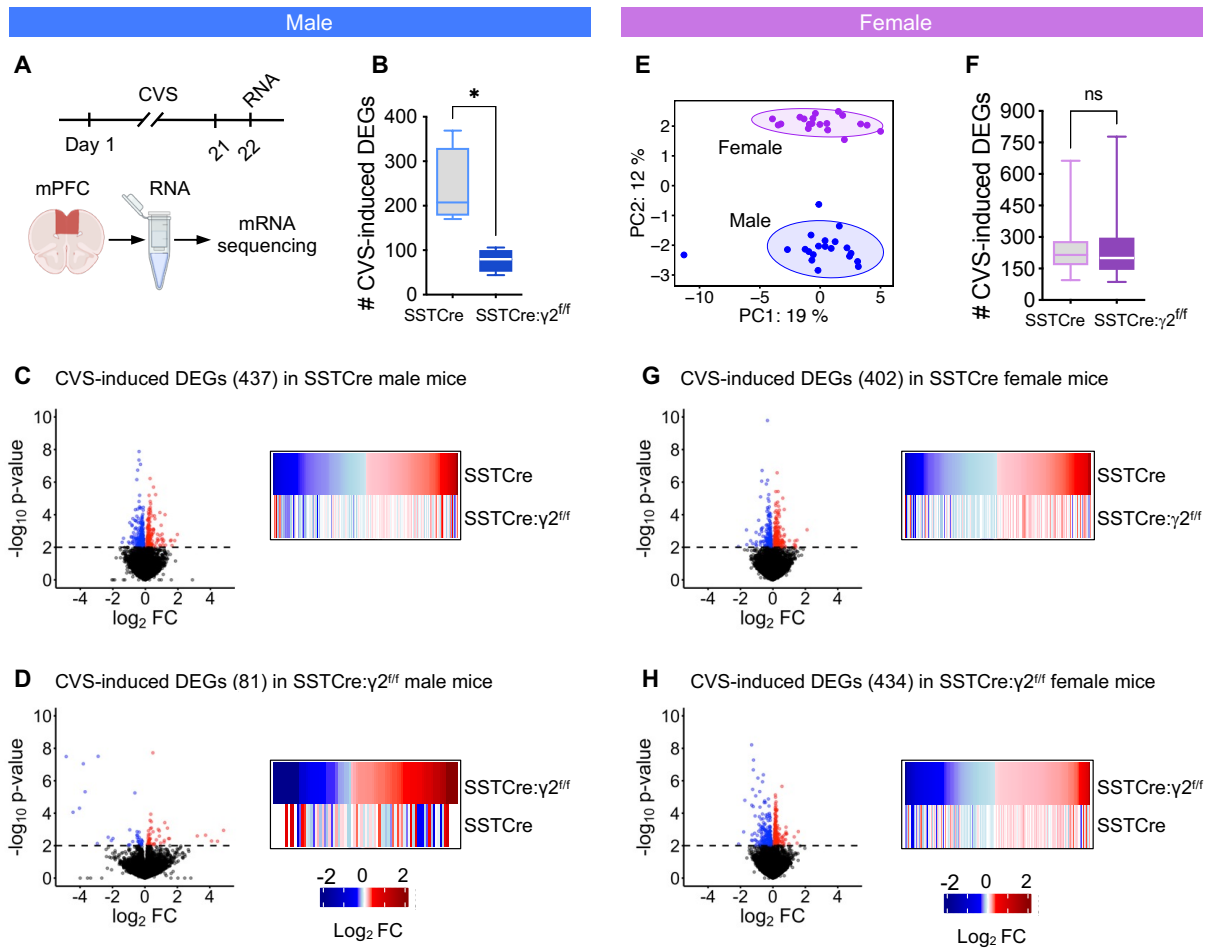 Male
Female
A
CVS
RNA
Day 1
21
22
mPFC
RNA
mRNA
sequencing
B
# CVS-induced DEGs
400
300
200
100
0
*
SSTCre
SSTCre:γ2f/f
E
PC2: 12 %
2
1
0
−1
−2
−3
Female
Male
−10
−5
0
5
PC1: 19 %
F
# CVS-induced DEGs
900
750
600
450
300
150
0
ns
SSTCre
SSTCre:γ2f/f
C CVS-induced DEGs (437) in SSTCre male mice
-log10 p-value
10
8
6
4
2
0
-4 -2 0 2 4
log2 FC
SSTCre
SSTCre:γ2f/f
G CVS-induced DEGs (402) in SSTCre female mice
-log10 p-value
10
8
6
4
2
0
-4 -2 0 2 4
log2 FC
SSTCre
SSTCre:γ2f/f
D CVS-induced DEGs (81) in SSTCre:γ2f/f male mice
-log10 p-value
10
8
6
4
2
0
-4 -2 0 2 4
log2 FC
SSTCre:γ2f/f
SSTCre
-2 0 2
Log2 FC
H CVS-induced DEGs (434) in SSTCre:γ2f/f female mice
-log10 p-value
10
8
6
4
2
0
-4 -2 0 2 4
log2 FC
SSTCre:γ2f/f
SSTCre
-2 0 2
Log2 FC